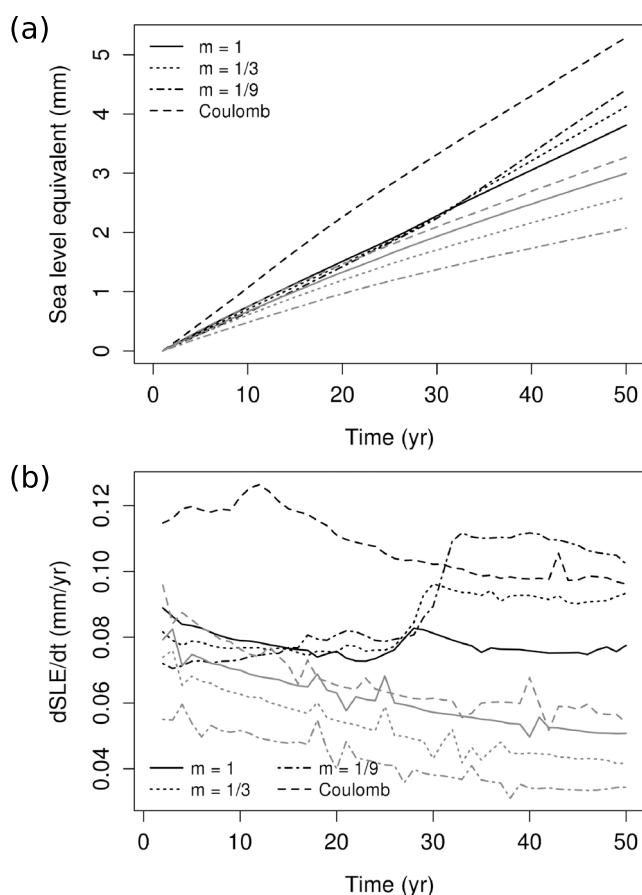 (a)
m = 1
m = 1/3
m = 1/9
Coulomb
Sea level equivalent (mm)
5
4
3
2
1
0
0 10 20 30 40 50
Time (yr)
(b)
dSLE/dt (mm/yr)
0.12
0.10
0.08
0.06
0.04
m = 1 m = 1/9
m = 1/3 Coulomb
0 10 20 30 40 50
Time (yr)